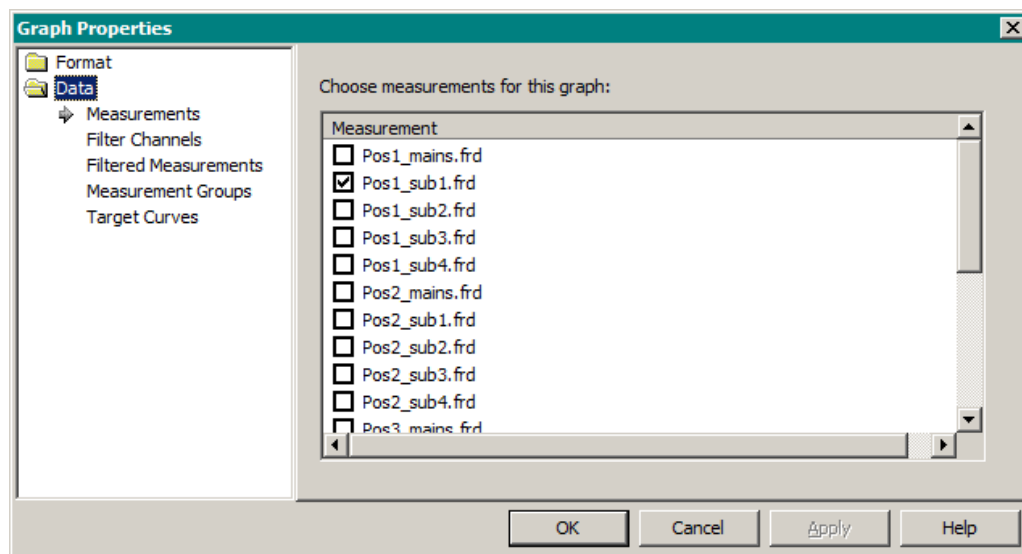 Graph Properties
Format
Data
Measurements
Filter Channels
Filtered Measurements
Measurement Groups
Target Curves
Choose measurements for this graph:
Measurement
Pos1_mains.frd
Pos1_sub1.frd
Pos1_sub2.frd
Pos1_sub3.frd
Pos1_sub4.frd
Pos2_mains.frd
Pos2_sub1.frd
Pos2_sub2.frd
Pos2_sub3.frd
Pos2_sub4.frd
Pos3_mains.frd
OK Cancel Apply Help